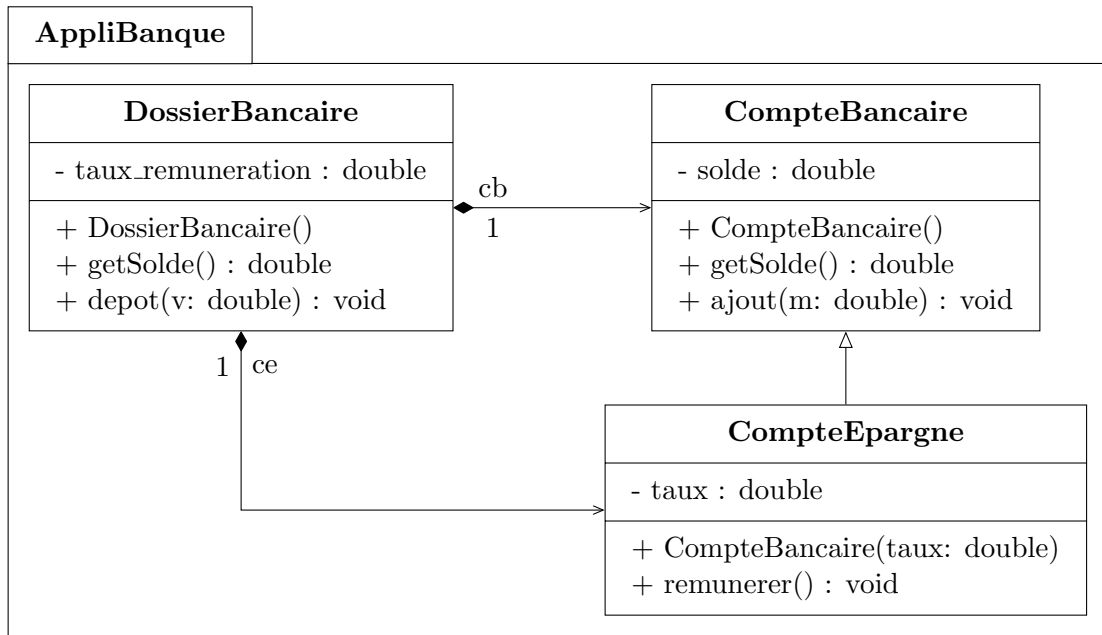 AppliBanque
DossierBancaire
- taux_remuneration : double
+ DossierBancaire()
+ getSolde() : double
+ depot(v: double) : void
cb
1
CompteBancaire
- solde : double
+ CompteBancaire()
+ getSolde() : double
+ ajout(m: double) : void
1 ce
CompteEpargne
- taux : double
+ CompteBancaire(taux: double)
+ remunerer() : void